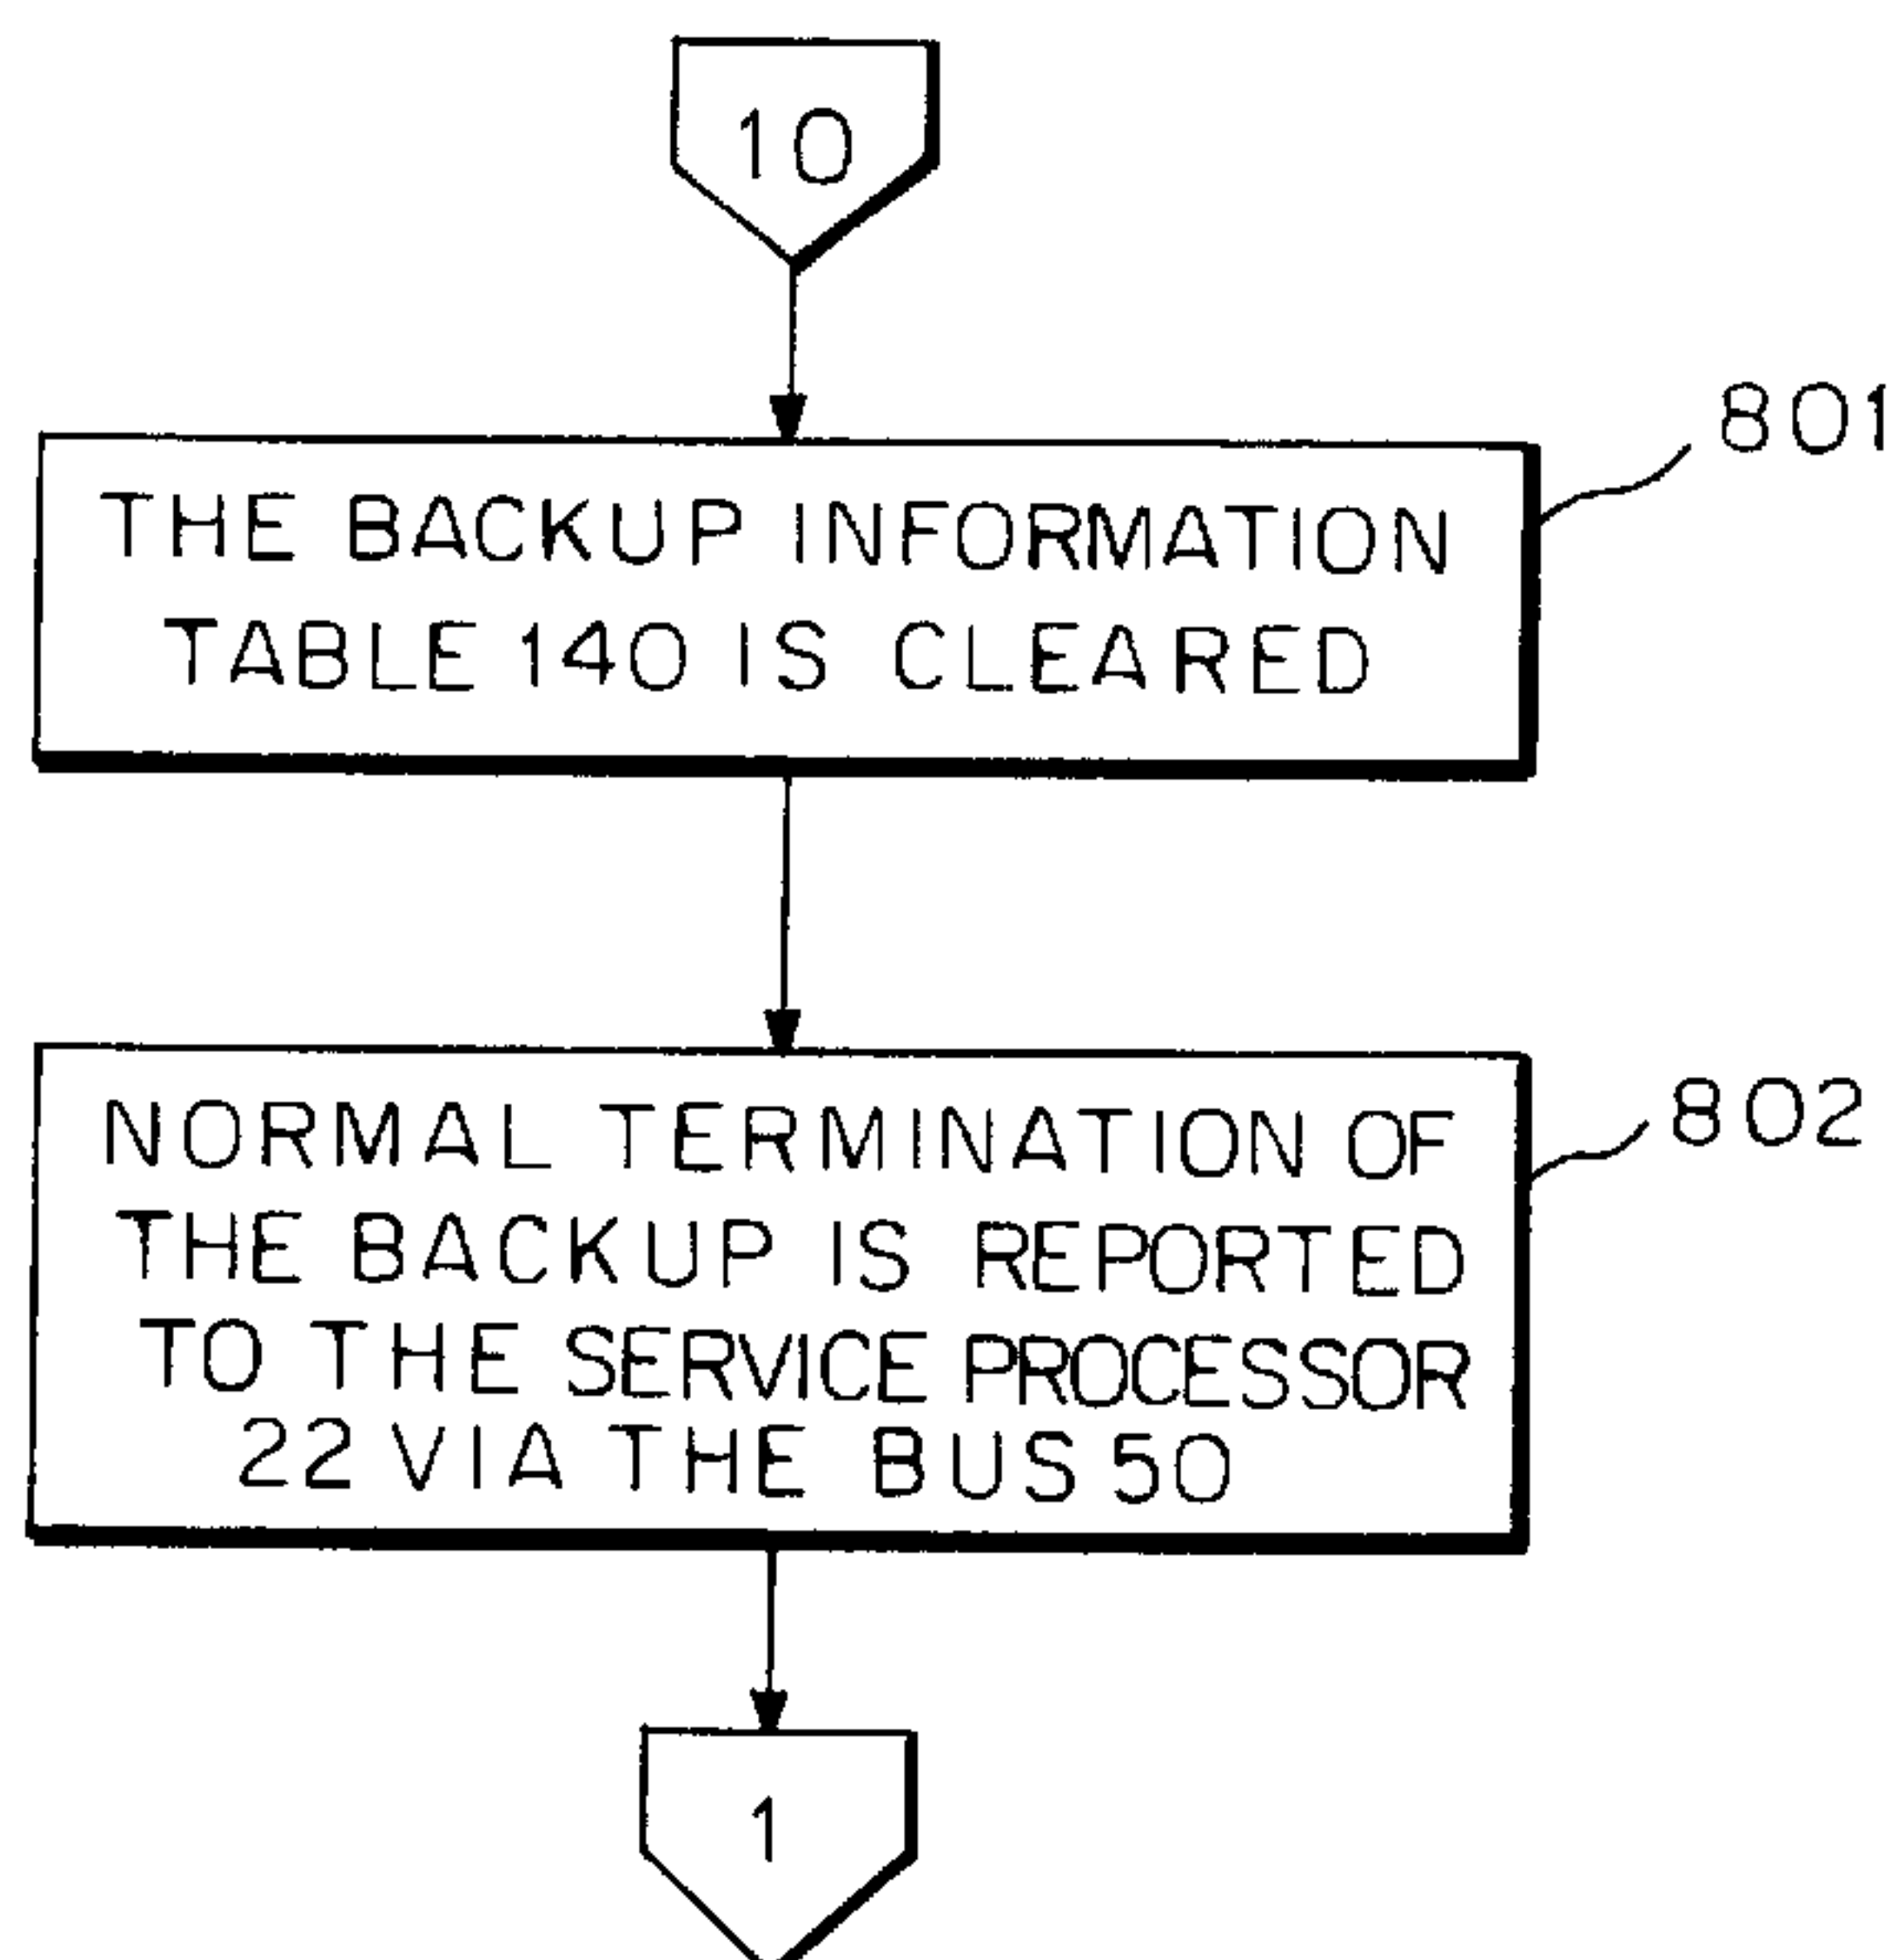 10
801
THE BACKUP INFORMATION
TABLE 140 IS CLEARED
802
NORMAL TERMINATION OF
THE BACKUP IS REPORTED
TO THE SERVICE PROCESSOR
22 VIA THE BUS 50
1